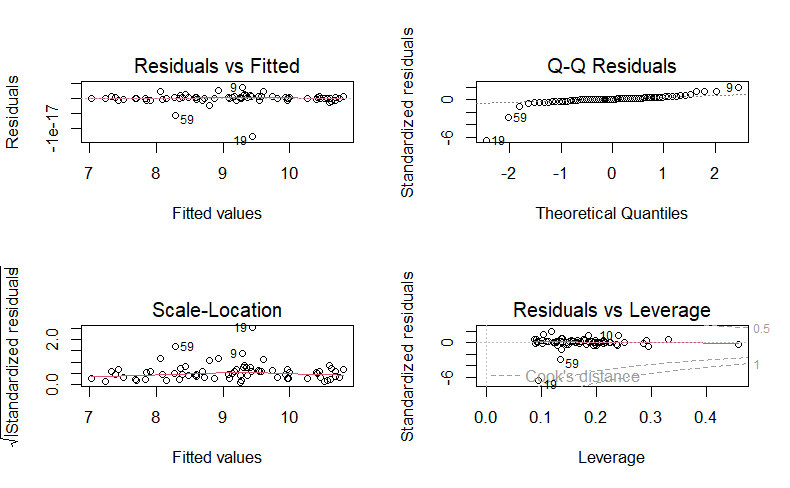 Residuals vs Fitted
Residuals
-1e-17
9
59
19
7 8 9 10
Fitted values
Q-Q Residuals
Standardized residuals
0
-6
9
59
19
-2 -1 0 1 2
Theoretical Quantiles
Scale-Location
√|Standardized residuals|
2.0
0.0
19
59
9
7 8 9 10
Fitted values
Residuals vs Leverage
Standardized residuals
0
-6
10
59
19
Cook's distance
0.5
1
0.0 0.1 0.2 0.3 0.4
Leverage